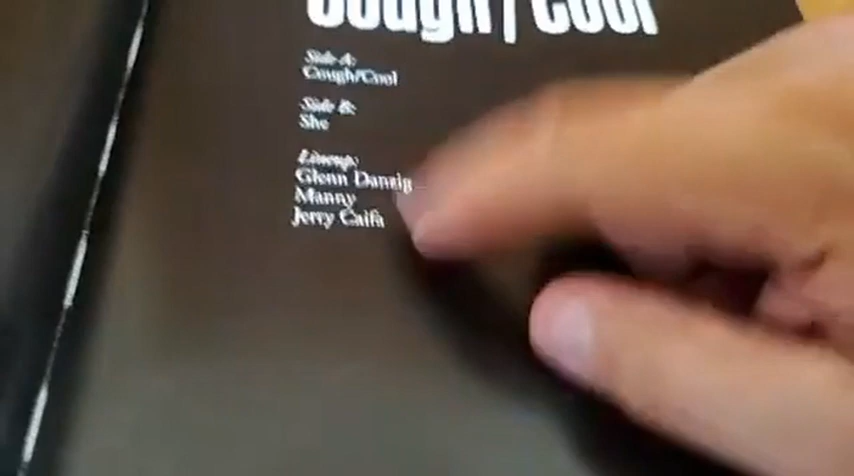 Cough/Cool
Side A:
Cough/Cool
Side B:
She
Lineup:
Glenn Danzig
Manny
Jerry Caifa